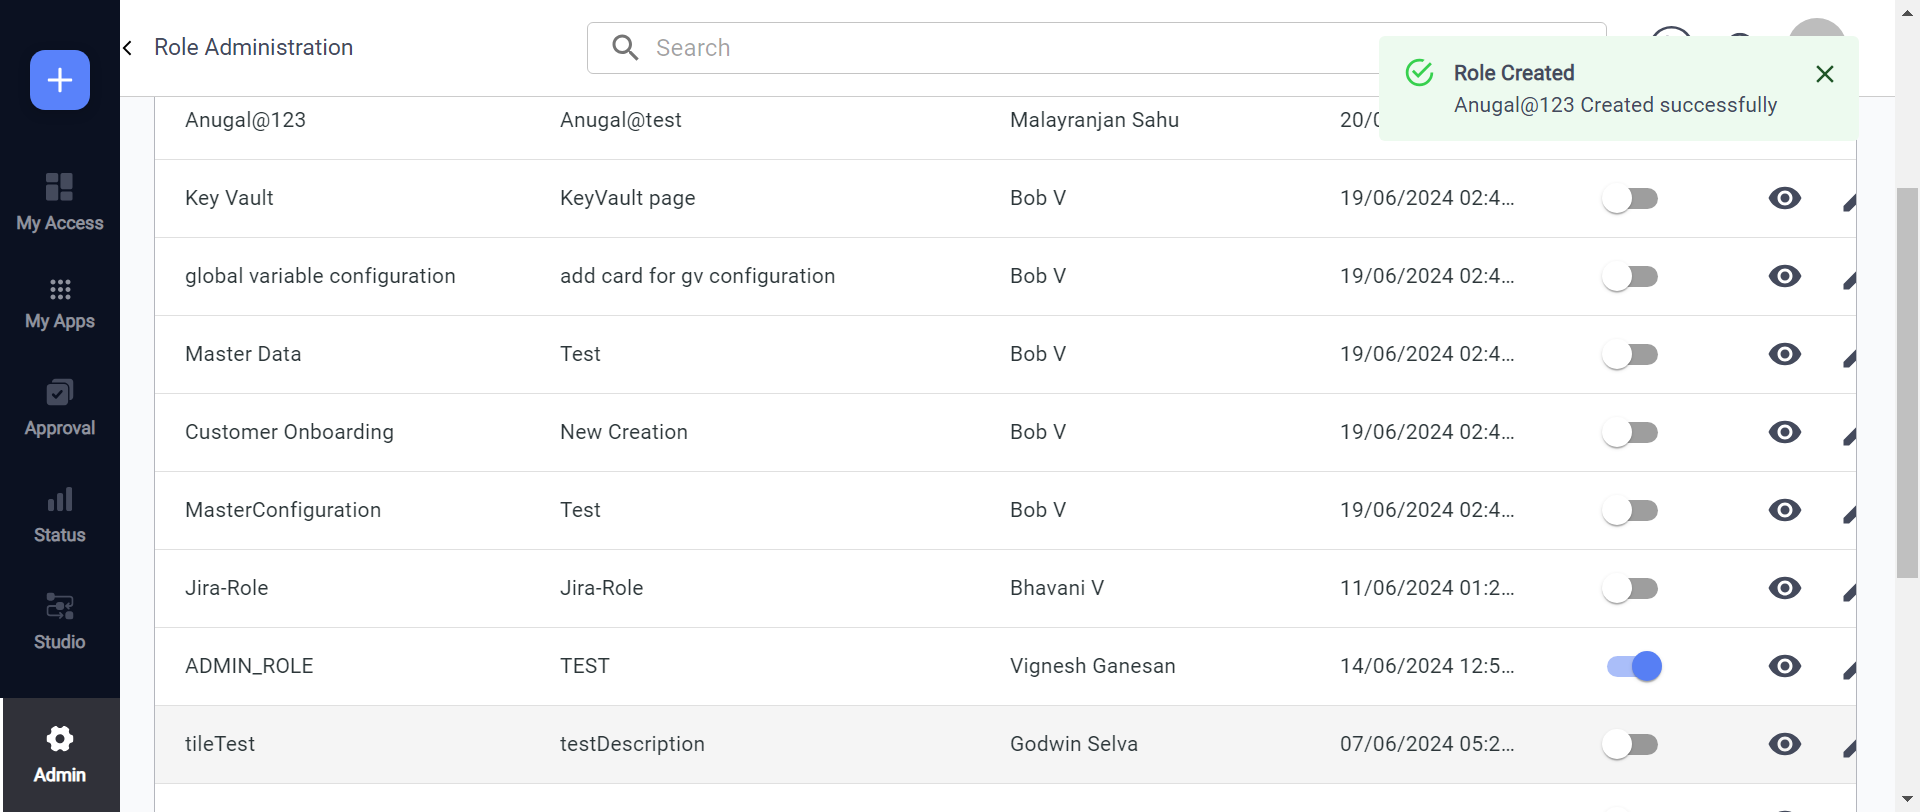 Role Administration
Search
Role Created
Anugal@123 Created successfully
My Access
My Apps
Approval
Status
Studio
Admin
Anugal@123 Anugal@test Malayranjan Sahu 20/0
Key Vault KeyVault page Bob V 19/06/2024 02:4...
global variable configuration add card for gv configuration Bob V 19/06/2024 02:4...
Master Data Test Bob V 19/06/2024 02:4...
Customer Onboarding New Creation Bob V 19/06/2024 02:4...
MasterConfiguration Test Bob V 19/06/2024 02:4...
Jira-Role Jira-Role Bhavani V 11/06/2024 01:2...
ADMIN_ROLE TEST Vignesh Ganesan 14/06/2024 12:5...
tileTest testDescription Godwin Selva 07/06/2024 05:2...